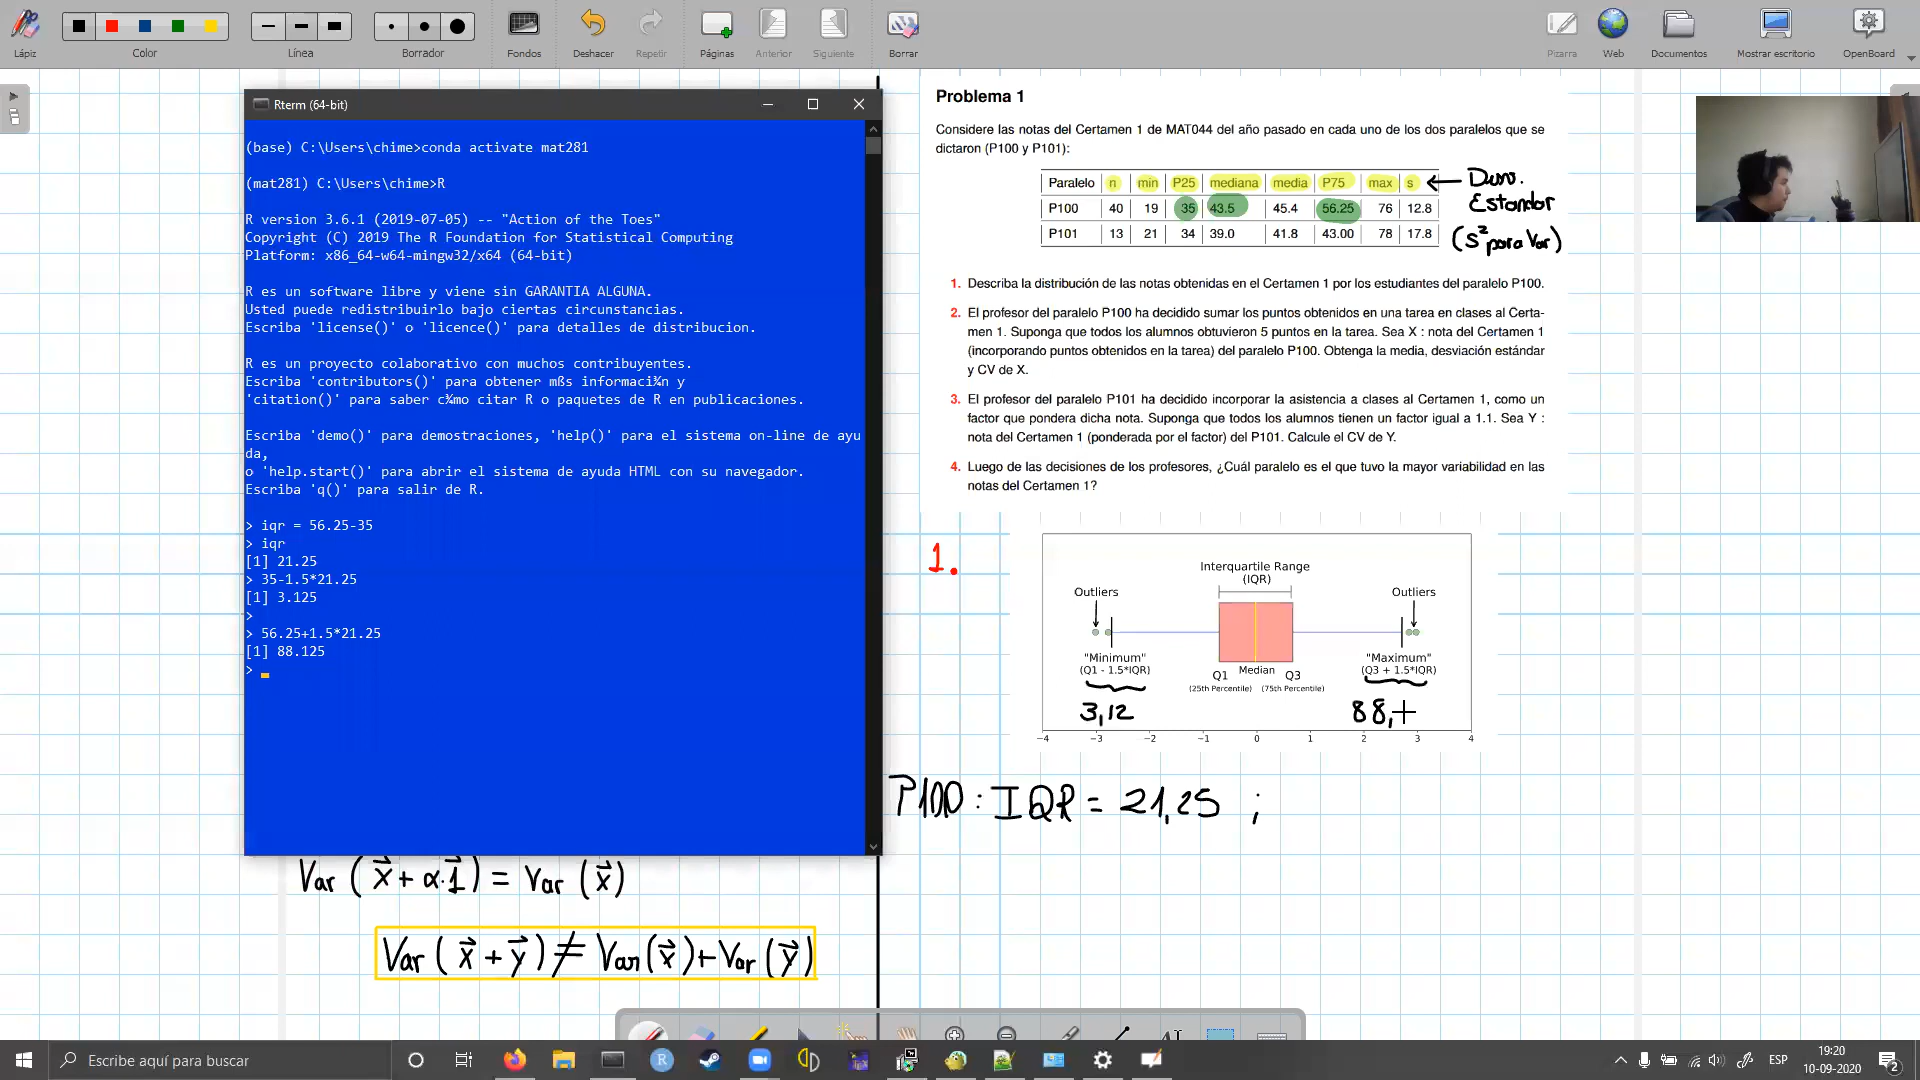 Lápiz
Color
Línea
Borrador
Fondos
Deshacer
Repetir
Páginas
Anterior
Siguiente
Borrar
Pizarra
Web
Documentos
Mostrar escritorio
OpenBoard
Rterm (64-bit)
(base) C:\Users\chime>conda activate mat281
(mat281) C:\Users\chime>R
R version 3.6.1 (2019-07-05) -- "Action of the Toes"
Copyright (C) 2019 The R Foundation for Statistical Computing
Platform: x86_64-w64-mingw32/x64 (64-bit)
R es un software libre y viene sin GARANTIA ALGUNA.
Usted puede redistribuirlo bajo ciertas circunstancias.
Escriba 'license()' o 'licence()' para detalles de distribucion.
R es un proyecto colaborativo con muchos contribuyentes.
Escriba 'contributors()' para obtener mßs informaci¾n y
'citation()' para saber c¾mo citar R o paquetes de R en publicaciones.
Escriba 'demo()' para demostraciones, 'help()' para el sistema on-line de ayu
da,
o 'help.start()' para abrir el sistema de ayuda HTML con su navegador.
Escriba 'q()' para salir de R.
> iqr = 56.25-35
> iqr
[1] 21.25
> 35-1.5*21.25
[1] 3.125
>
> 56.25+1.5*21.25
[1] 88.125
>
Var (x⃗ + α·1⃗) = Var (x⃗)
Var (x⃗ + y⃗) ≠ Var(x⃗) + Var(y⃗)
Problema 1
Considere las notas del Certamen 1 de MAT044 del año pasado en cada uno de los dos paralelos que se
dictaron (P100 y P101):
Paralelo n min P25 mediana media P75 max s
P100 40 19 35 43.5 45.4 56.25 76 12.8
P101 13 21 34 39.0 41.8 43.00 78 17.8
← Desv.
Estandar
(s² para Var)
1. Describa la distribución de las notas obtenidas en el Certamen 1 por los estudiantes del paralelo P100.
2. El profesor del paralelo P100 ha decidido sumar los puntos obtenidos en una tarea en clases al Certa-
men 1. Suponga que todos los alumnos obtuvieron 5 puntos en la tarea. Sea X : nota del Certamen 1
(incorporando puntos obtenidos en la tarea) del paralelo P100. Obtenga la media, desviación estándar
y CV de X.
3. El profesor del paralelo P101 ha decidido incorporar la asistencia a clases al Certamen 1, como un
factor que pondera dicha nota. Suponga que todos los alumnos tienen un factor igual a 1.1. Sea Y :
nota del Certamen 1 (ponderada por el factor) del P101. Calcule el CV de Y.
4. Luego de las decisiones de los profesores, ¿Cuál paralelo es el que tuvo la mayor variabilidad en las
notas del Certamen 1?
1.
Interquartile Range
(IQR)
Outliers Outliers
"Minimum" "Maximum"
(Q1 - 1.5*IQR) Median (Q3 + 1.5*IQR)
Q1 Q3
(25th Percentile) (75th Percentile)
3,12 88,
−4 −3 −2 −1 0 1 2 3 4
P100 : IQR = 21,25 ;
Escribe aquí para buscar
ESP
19:20
10-09-2020
2